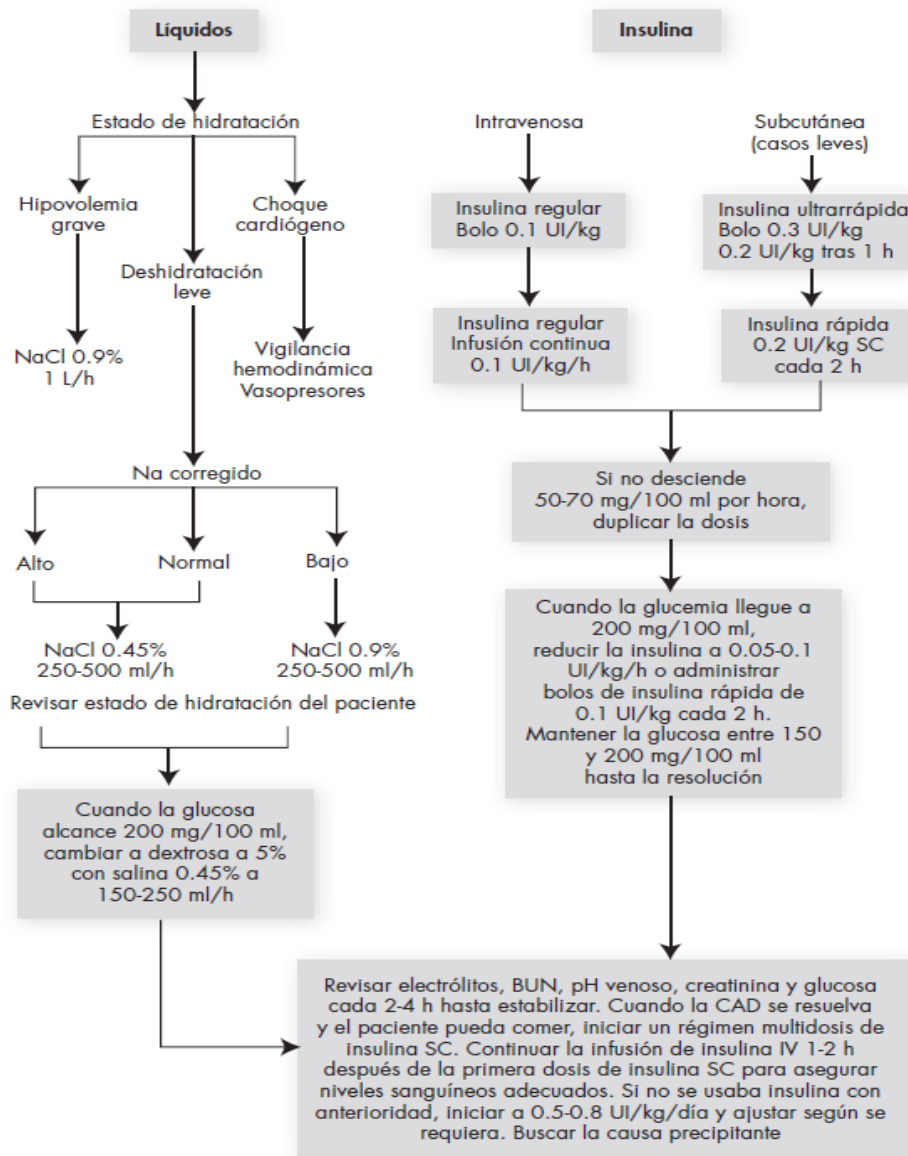 Líquidos
Estado de hidratación
Hipovolemia
grave
NaCl 0.9%
1 L/h
Deshidratación
leve
Choque
cardiógeno
Vigilancia
hemodinámica
Vasopresores
Na corregido
Alto
Normal
Bajo
NaCl 0.45%
250-500 ml/h
NaCl 0.9%
250-500 ml/h
Revisar estado de hidratación del paciente
Cuando la glucosa
alcance 200 mg/100 ml,
cambiar a dextrosa a 5%
con salina 0.45% a
150-250 ml/h
Insulina
Intravenosa
Insulina regular
Bolo 0.1 UI/kg
Insulina regular
Infusión continua
0.1 UI/kg/h
Subcutánea
(casos leves)
Insulina ultrarrápida
Bolo 0.3 UI/kg
0.2 UI/kg tras 1 h
Insulina rápida
0.2 UI/kg SC
cada 2 h
Si no desciende
50-70 mg/100 ml por hora,
duplicar la dosis
Cuando la glucemia llegue a
200 mg/100 ml,
reducir la insulina a 0.05-0.1
UI/kg/h o administrar
bolos de insulina rápida de
0.1 UI/kg cada 2 h.
Mantener la glucosa entre 150
y 200 mg/100 ml
hasta la resolución
Revisar electrólitos, BUN, pH venoso, creatinina y glucosa
cada 2-4 h hasta estabilizar. Cuando la CAD se resuelva
y el paciente pueda comer, iniciar un régimen multidosis de
insulina SC. Continuar la infusión de insulina IV 1-2 h
después de la primera dosis de insulina SC para asegurar
niveles sanguíneos adecuados. Si no se usaba insulina con
anterioridad, iniciar a 0.5-0.8 UI/kg/día y ajustar según se
requiera. Buscar la causa precipitante